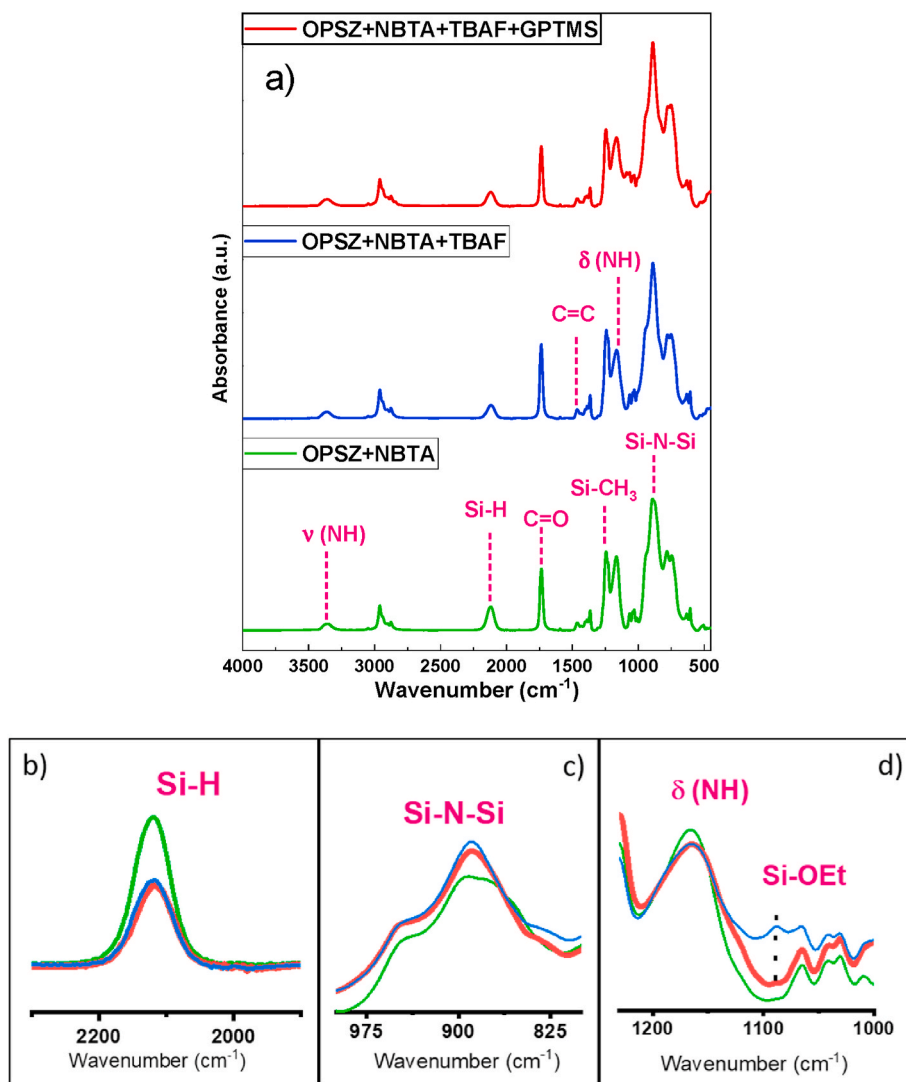 OPSZ+NBTA+TBAF+GPTMS
a)
OPSZ+NBTA+TBAF
δ (NH)
C=C
OPSZ+NBTA
Si-N-Si
Si-H
C=O
Si-CH₃
ν (NH)
Absorbance (a.u.)
4000 3500 3000 2500 2000 1500 1000 500
Wavenumber (cm⁻¹)
b)
Si-H
2200 2000
Wavenumber (cm⁻¹)
c)
Si-N-Si
975 900 825
Wavenumber (cm⁻¹)
d)
δ (NH)
Si-OEt
1200 1100 1000
Wavenumber (cm⁻¹)